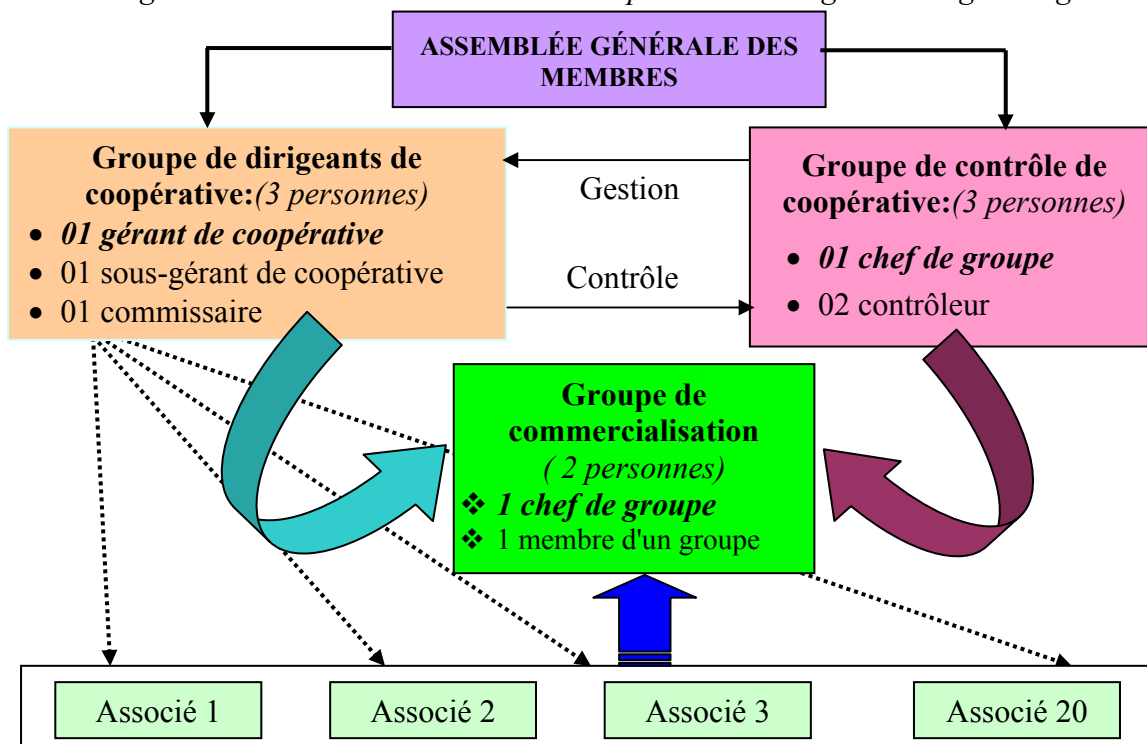 ASSEMBLÉE GÉNÉRALE DES
MEMBRES
Groupe de dirigeants de
coopérative:(3 personnes)
• 01 gérant de coopérative
• 01 sous-gérant de coopérative
• 01 commissaire
Gestion
Contrôle
Groupe de contrôle de
coopérative:(3 personnes)
• 01 chef de groupe
• 02 contrôleur
Groupe de
commercialisation
( 2 personnes)
❖ 1 chef de groupe
❖ 1 membre d'un groupe
Associé 1
Associé 2
Associé 3
Associé 20